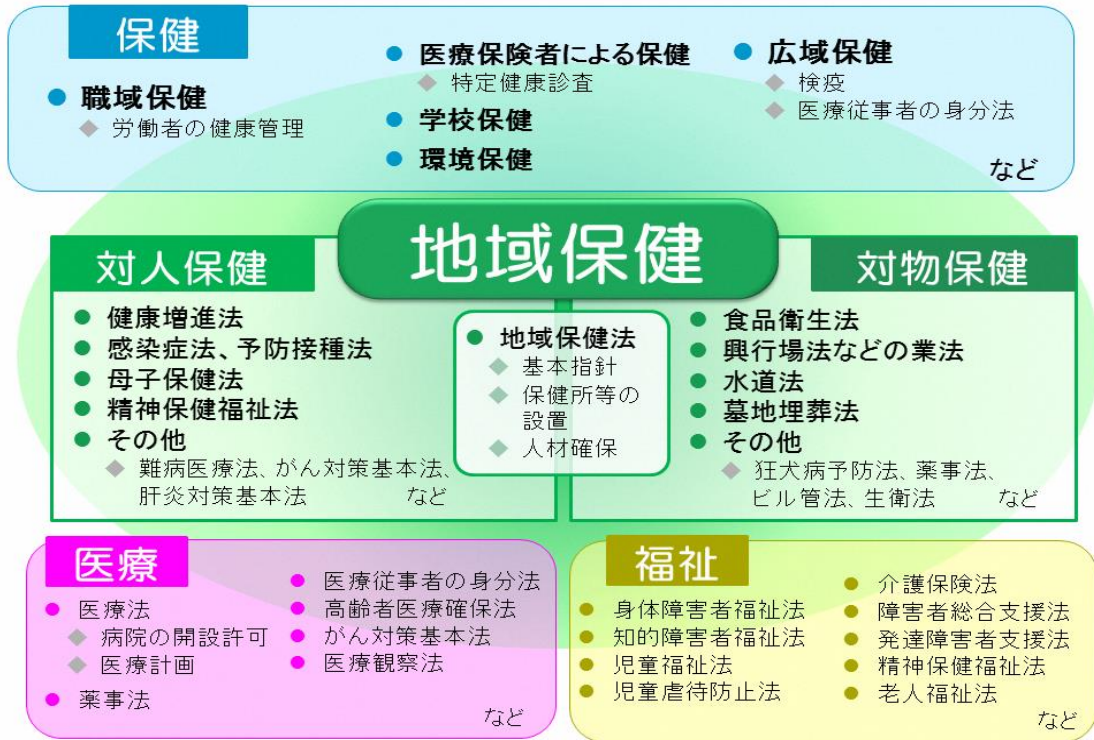 保健
● 職域保健
◆ 労働者の健康管理
● 医療保険者による保健
◆ 特定健康診査
● 学校保健
● 環境保健
● 広域保健
◆ 検疫
◆ 医療従事者の身分法
など
地域保健
対人保健
● 健康増進法
● 感染症法、予防接種法
● 母子保健法
● 精神保健福祉法
● その他
◆ 難病医療法、がん対策基本法、
肝炎対策基本法 など
● 地域保健法
◆ 基本指針
◆ 保健所等の
設置
◆ 人材確保
対物保健
● 食品衛生法
● 興行場法などの業法
● 水道法
● 墓地埋葬法
● その他
◆ 狂犬病予防法、薬事法、
ビル管法、生衛法 など
医療
● 医療法
◆ 病院の開設許可
◆ 医療計画
● 薬事法
● 医療従事者の身分法
● 高齢者医療確保法
● がん対策基本法
● 医療観察法
など
福祉
● 身体障害者福祉法
● 知的障害者福祉法
● 児童福祉法
● 児童虐待防止法
● 介護保険法
● 障害者総合支援法
● 発達障害者支援法
● 精神保健福祉法
● 老人福祉法
など